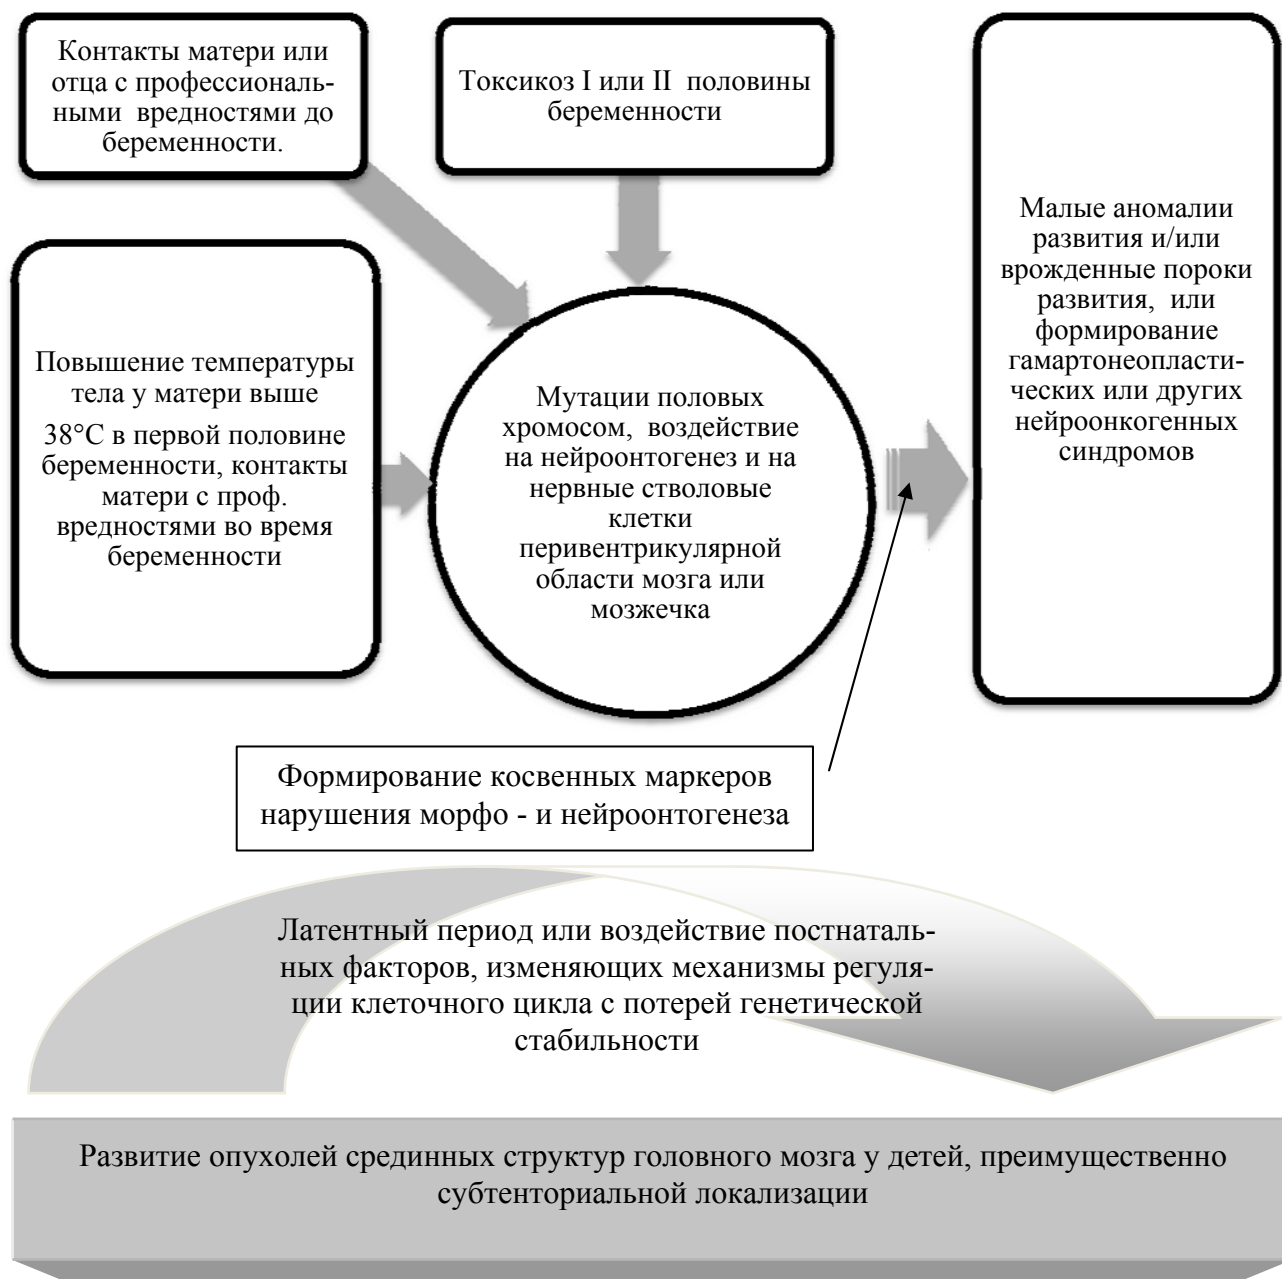 Контакты матери или
отца с профессиональ-
ными вредностями до
беременности.
Токсикоз I или II половины
беременности
Малые аномалии
развития и/или
врожденные пороки
развития, или
формирование
гамартонеопласти-
ческих или других
нейроонкогенных
синдромов
Повышение температуры
тела у матери выше
38°С в первой половине
беременности, контакты
матери с проф.
вредностями во время
беременности
Мутации половых
хромосом, воздействие
на нейроонтогенез и на
нервные стволовые
клетки
перивентрикулярной
области мозга или
мозжечка
Формирование косвенных маркеров
нарушения морфо - и нейроонтогенеза
Латентный период или воздействие постнаталь-
ных факторов, изменяющих механизмы регуля-
ции клеточного цикла с потерей генетической
стабильности
Развитие опухолей срединных структур головного мозга у детей, преимущественно
субтенториальной локализации